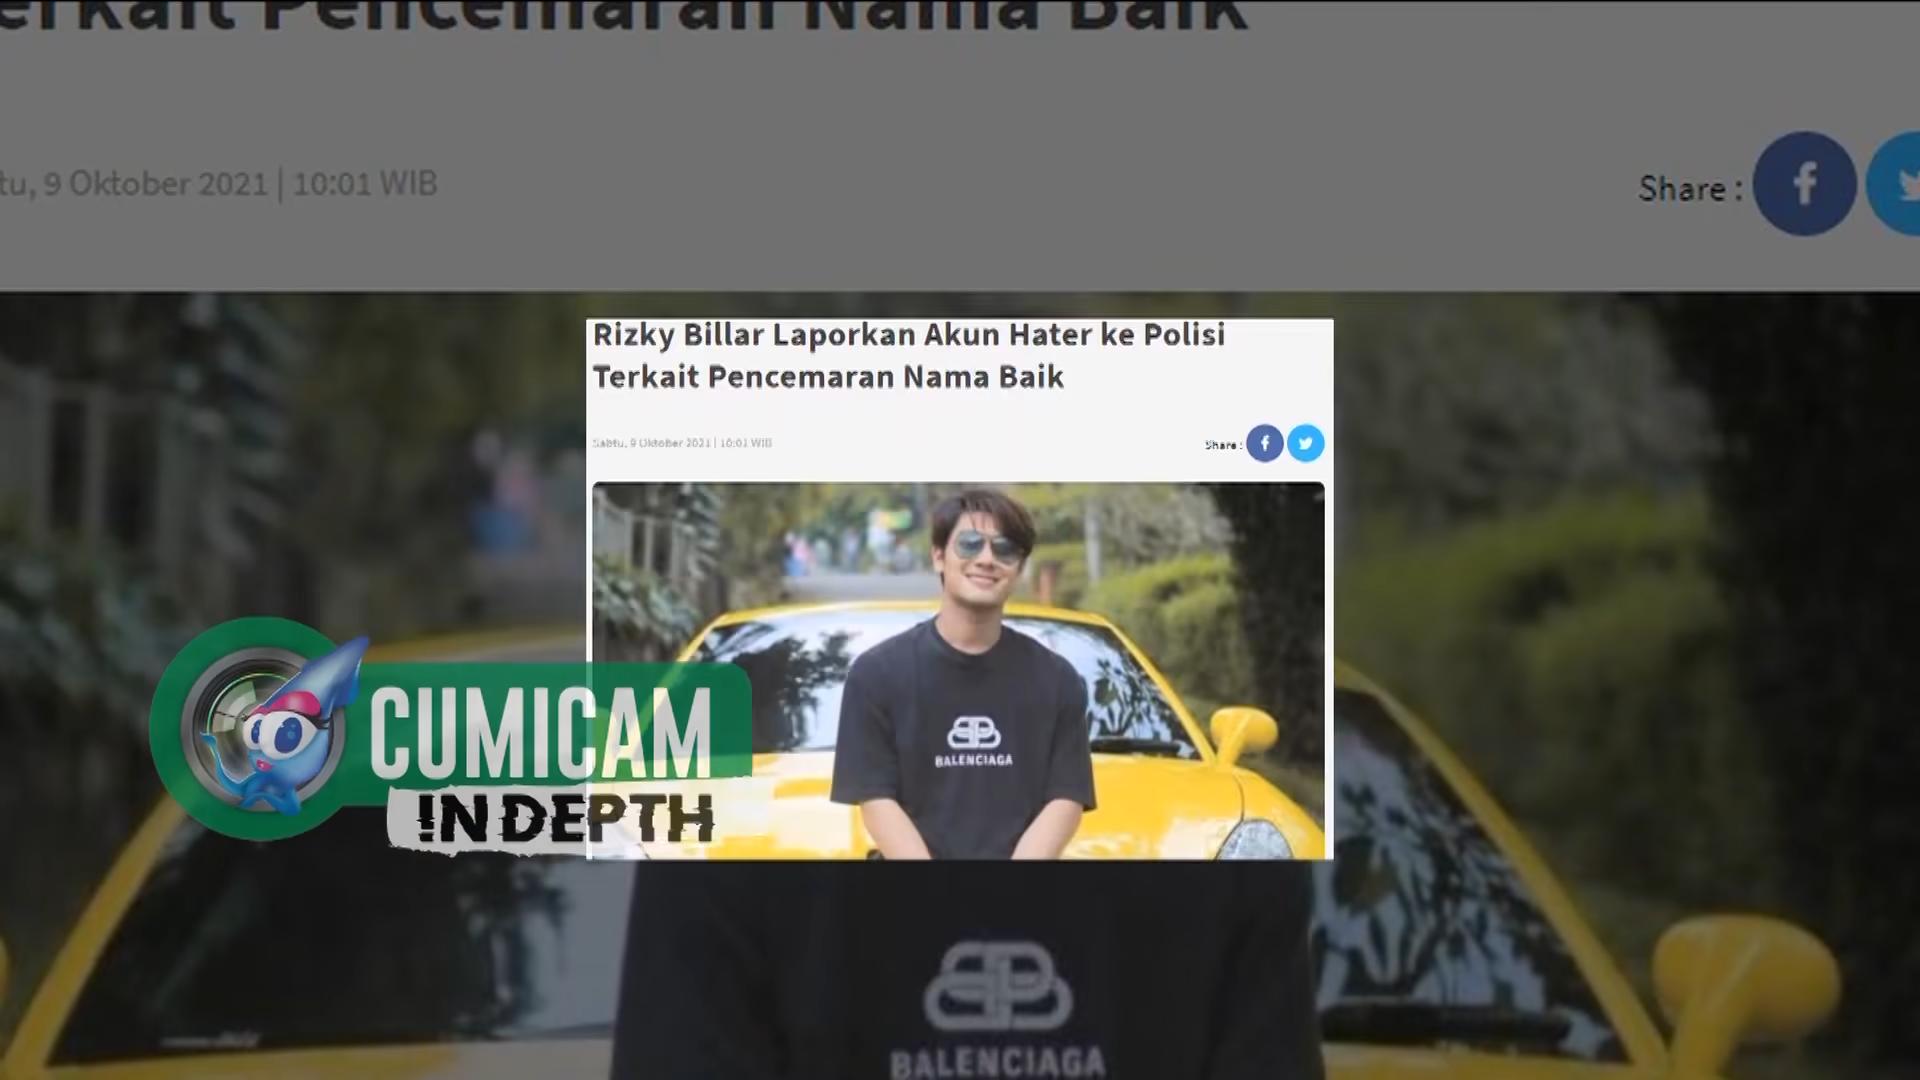 erkait Pencemaran Nama Baik
tu, 9 Oktober 2021 | 10:01 WIB
Share :
Rizky Billar Laporkan Akun Hater ke Polisi
Terkait Pencemaran Nama Baik
Sabtu, 9 Oktober 2021 | 10:01 WIB
Share :
BALENCIAGA
CUMICAM
!N DEPTH
BALENCIAGA